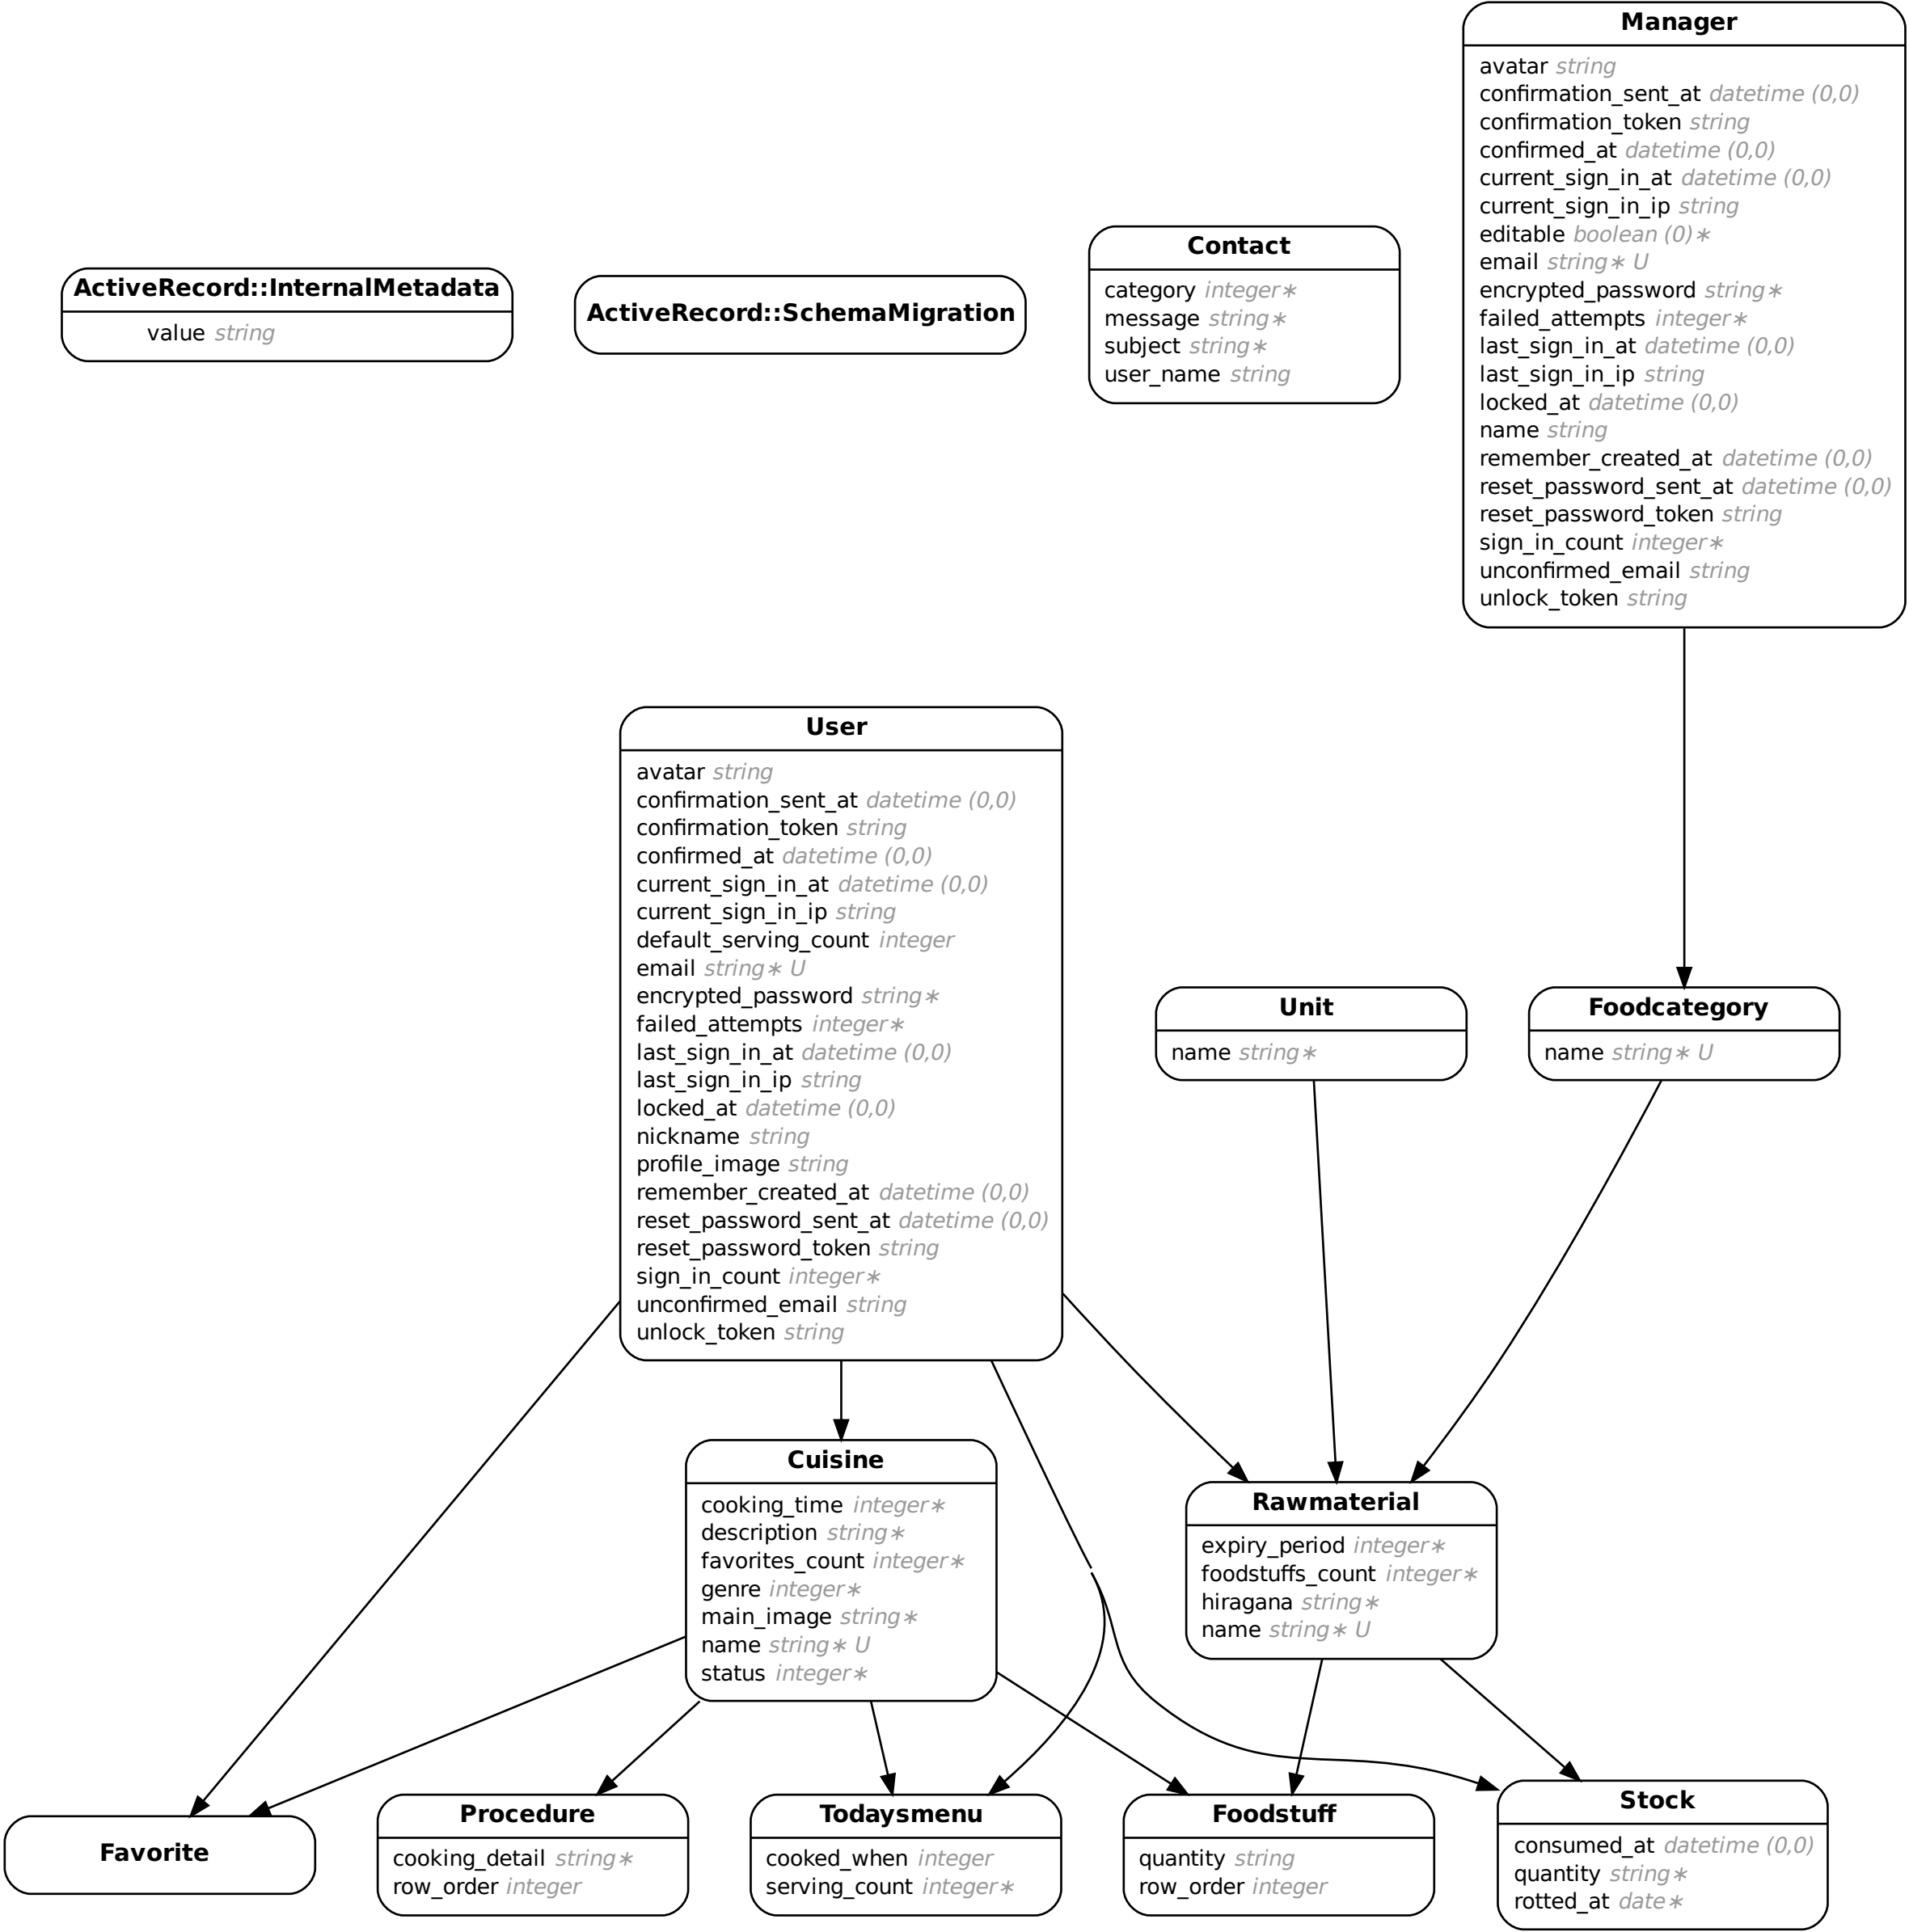 Manager
avatar string
confirmation_sent_at datetime (0,0)
confirmation_token string
confirmed_at datetime (0,0)
current_sign_in_at datetime (0,0)
current_sign_in_ip string
editable boolean (0)∗
email string∗ U
encrypted_password string∗
failed_attempts integer∗
last_sign_in_at datetime (0,0)
last_sign_in_ip string
locked_at datetime (0,0)
name string
remember_created_at datetime (0,0)
reset_password_sent_at datetime (0,0)
reset_password_token string
sign_in_count integer∗
unconfirmed_email string
unlock_token string
ActiveRecord::InternalMetadata
value string
ActiveRecord::SchemaMigration
Contact
category integer∗
message string∗
subject string∗
user_name string
User
avatar string
confirmation_sent_at datetime (0,0)
confirmation_token string
confirmed_at datetime (0,0)
current_sign_in_at datetime (0,0)
current_sign_in_ip string
default_serving_count integer
email string∗ U
encrypted_password string∗
failed_attempts integer∗
last_sign_in_at datetime (0,0)
last_sign_in_ip string
locked_at datetime (0,0)
nickname string
profile_image string
remember_created_at datetime (0,0)
reset_password_sent_at datetime (0,0)
reset_password_token string
sign_in_count integer∗
unconfirmed_email string
unlock_token string
Unit
name string∗
Foodcategory
name string∗ U
Cuisine
cooking_time integer∗
description string∗
favorites_count integer∗
genre integer∗
main_image string∗
name string∗ U
status integer∗
Rawmaterial
expiry_period integer∗
foodstuffs_count integer∗
hiragana string∗
name string∗ U
Favorite
Procedure
cooking_detail string∗
row_order integer
Todaysmenu
cooked_when integer
serving_count integer∗
Foodstuff
quantity string
row_order integer
Stock
consumed_at datetime (0,0)
quantity string∗
rotted_at date∗